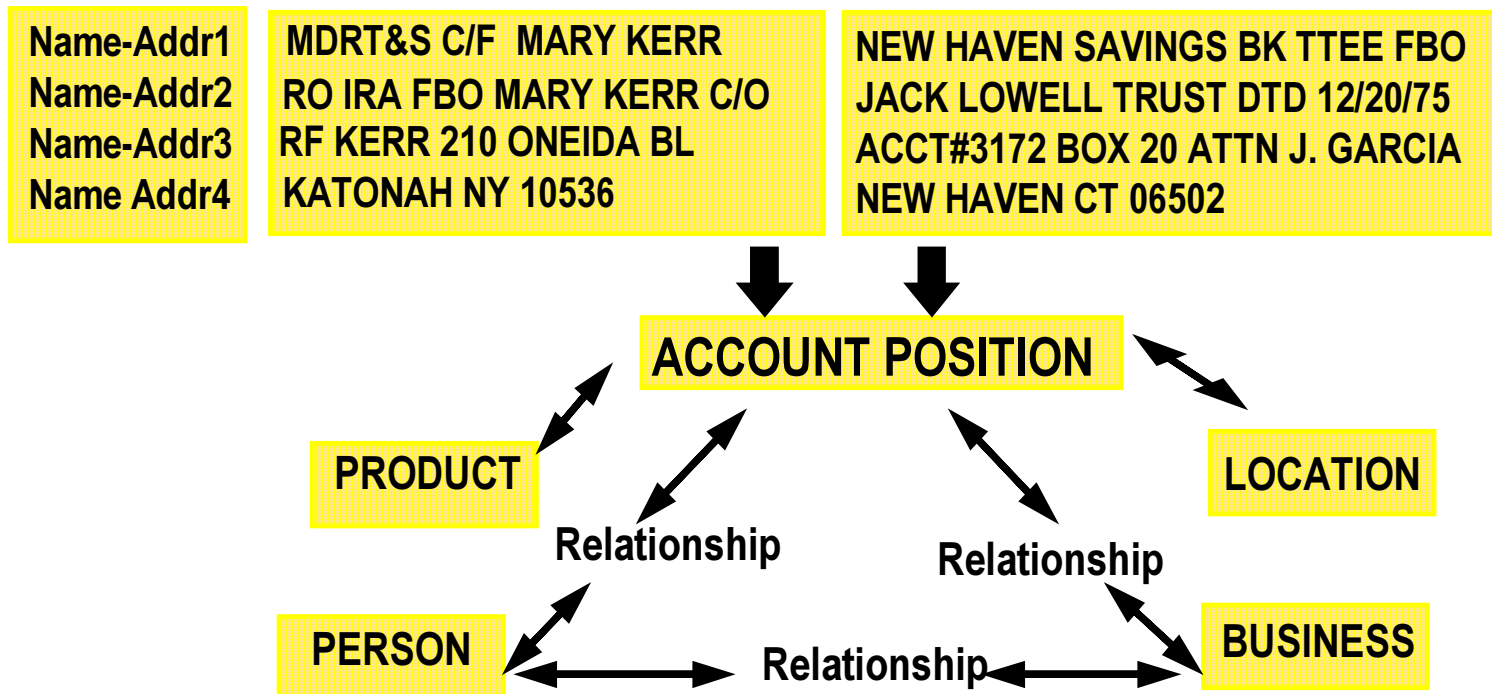 Name-Addr1
Name-Addr2
Name-Addr3
Name Addr4
MDRT&S C/F MARY KERR
RO IRA FBO MARY KERR C/O
RF KERR 210 ONEIDA BL
KATONAH NY 10536
NEW HAVEN SAVINGS BK TTEE FBO
JACK LOWELL TRUST DTD 12/20/75
ACCT#3172 BOX 20 ATTN J. GARCIA
NEW HAVEN CT 06502
ACCOUNT POSITION
PRODUCT
LOCATION
Relationship
Relationship
PERSON
Relationship
BUSINESS